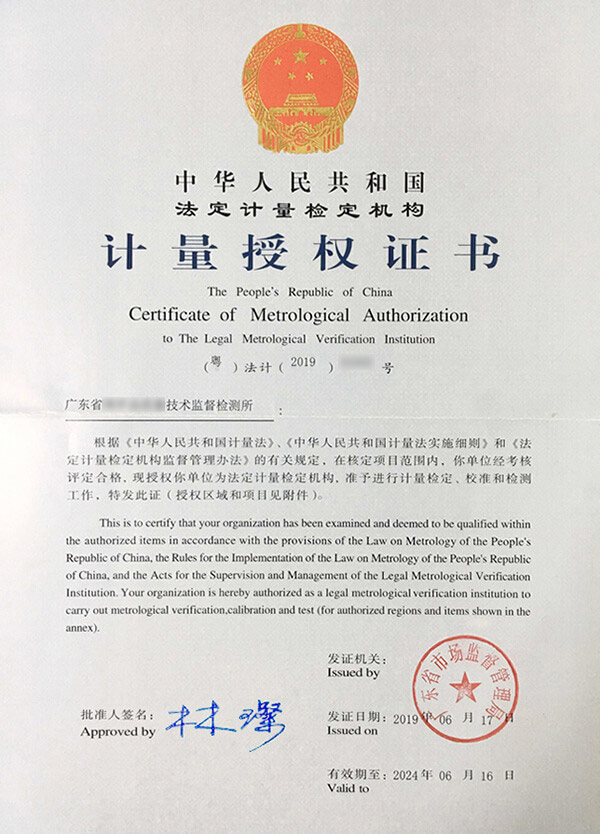 中华人民共和国
法定计量检定机构
计量授权证书
The People's Republic of China
Certificate of Metrological Authorization
to The Legal Metrological Verification Institution
(粤)法计(2019) 号
广东省 技术监督检测所 :
根据《中华人民共和国计量法》、《中华人民共和国计量法实施细则》和《法
定计量检定机构监督管理办法》的有关规定，在核定项目范围内，你单位经考核
评定合格，现授权你单位为法定计量检定机构，准予进行计量检定、校准和检测
工作，特发此证（授权区域和项目见附件）。
This is to certify that your organization has been examined and deemed to be qualified within
the authorized items in accordance with the provisions of the Law on Metrology of the People's
Republic of China, the Rules for the Implementation of the Law on Metrology of the People's Republic
of China, and the Acts for the Supervision and Management of the Legal Metrological Verification
Institution. Your organization is hereby authorized as a legal metrological verification institution to
carry out metrological verification,calibration and test (for authorized regions and items shown in the
annex).
发证机关:
Issued by
广东省市场监督管理局
批准人签名: 林璨
Approved by
发证日期: 2019年 06 月 17日
Issued on
有效期至: 2024年 06 月 16日
Valid to